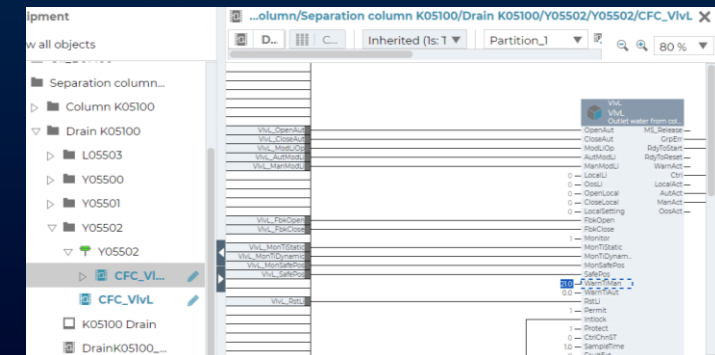 ipment
...olumn/Separation column K05100/Drain K05100/Y05502/Y05502/CFC_VlvL
w all objects
D...
C...
Inherited (1s: 1
Partition_1
80 %
Separation column...
Column K05100
Drain K05100
L05503
Y05500
Y05501
Y05502
Y05502
CFC_Vl...
CFC_VlvL
K05100 Drain
DrainK05100_...
VlvL_OpenAut
VlvL_CloseAut
VlvL_ModLiOp
VlvL_AutModLi
VlvL_ManModLi
VlvL_FbkOpen
VlvL_FbkClose
VlvL_MonTiStatic
VlvL_MonTiDynamic
VlvL_MonSafePos
VlvL_SafePos
VlvL_RstLi
VlvL
VlvL
Outlet water from col...
OpenAut MS_Release
CloseAut GrpErr
ModLiOp RdyToStart
AutModLi RdyToReset
ManModLi WarnAct
0 LocalLi Ctrl
0 OosLi LocalAct
0 OpenLocal AutAct
0 CloseLocal ManAct
0 LocalSetting OosAct
FbkOpen
FbkClose
1 Monitor
MonTiStatic
MonTiDynam..
MonSafePos
SafePos
WarnTiMan
0.0 WarnTiAut
RstLi
1 Permit
Intlock
1 Protect
0 CtrlChnST
1.0 SampleTime